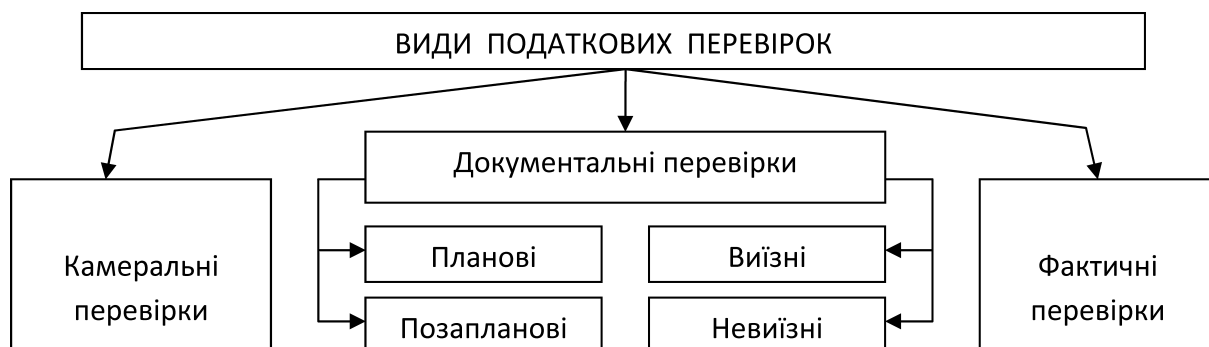 ВИДИ ПОДАТКОВИХ ПЕРЕВІРОК
Документальні перевірки
Камеральні
перевірки
Планові
Позапланові
Виїзні
Невиїзні
Фактичні
перевірки